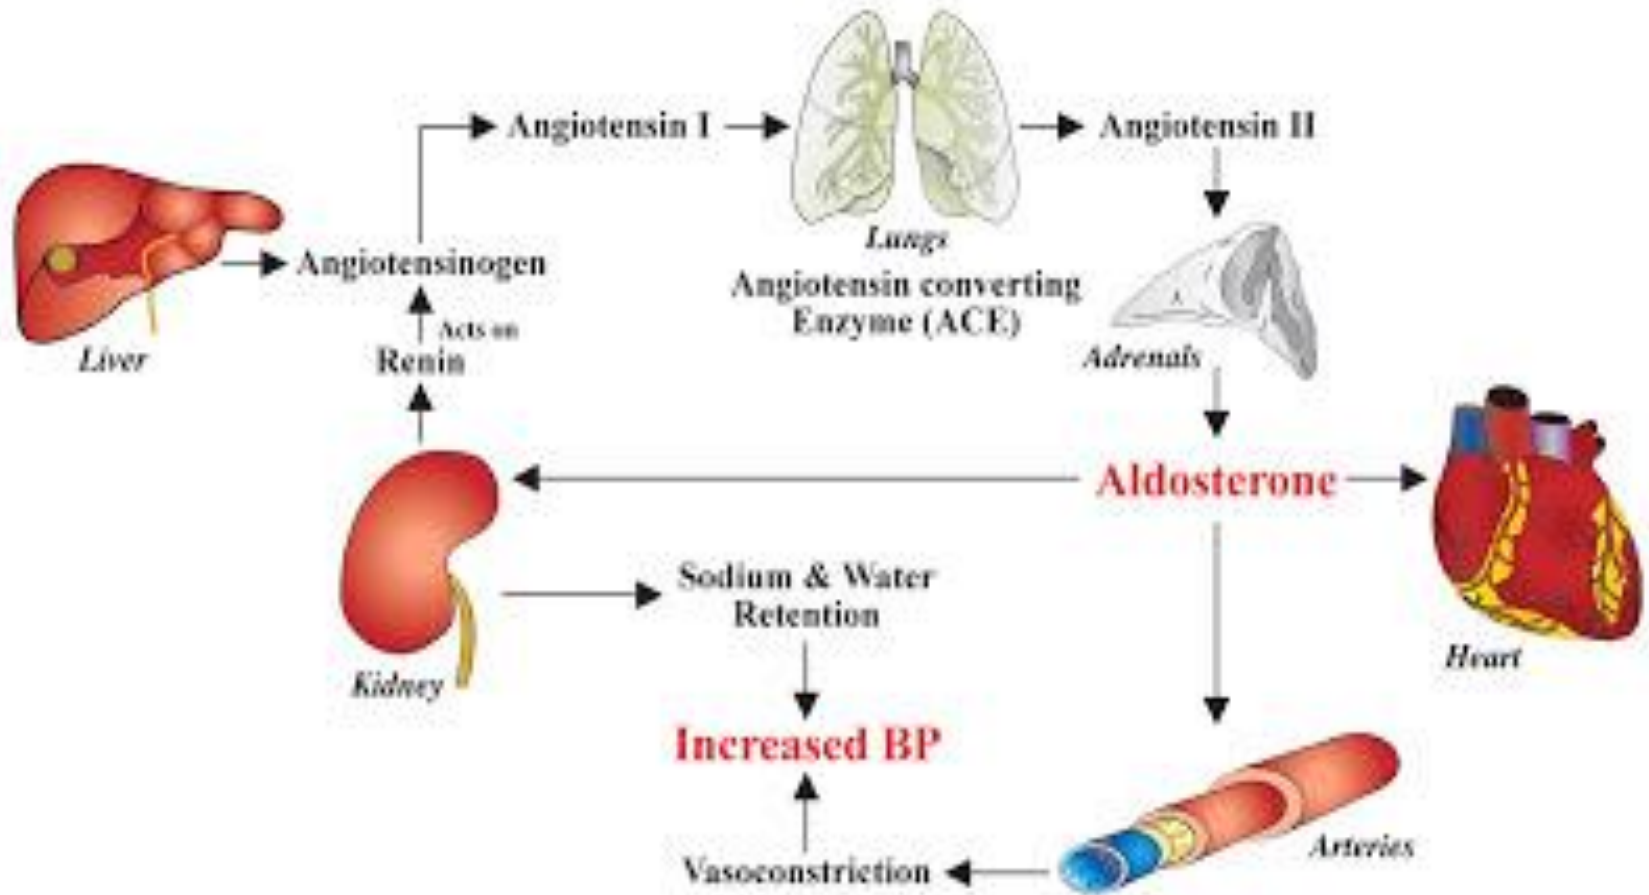 Angiotensin I
Angiotensin II
Lungs
Angiotensinogen
Angiotensin converting
Enzyme (ACE)
Acts on
Renin
Liver
Adrenals
Aldosterone
Sodium & Water
Retention
Heart
Kidney
Increased BP
Arteries
Vasoconstriction